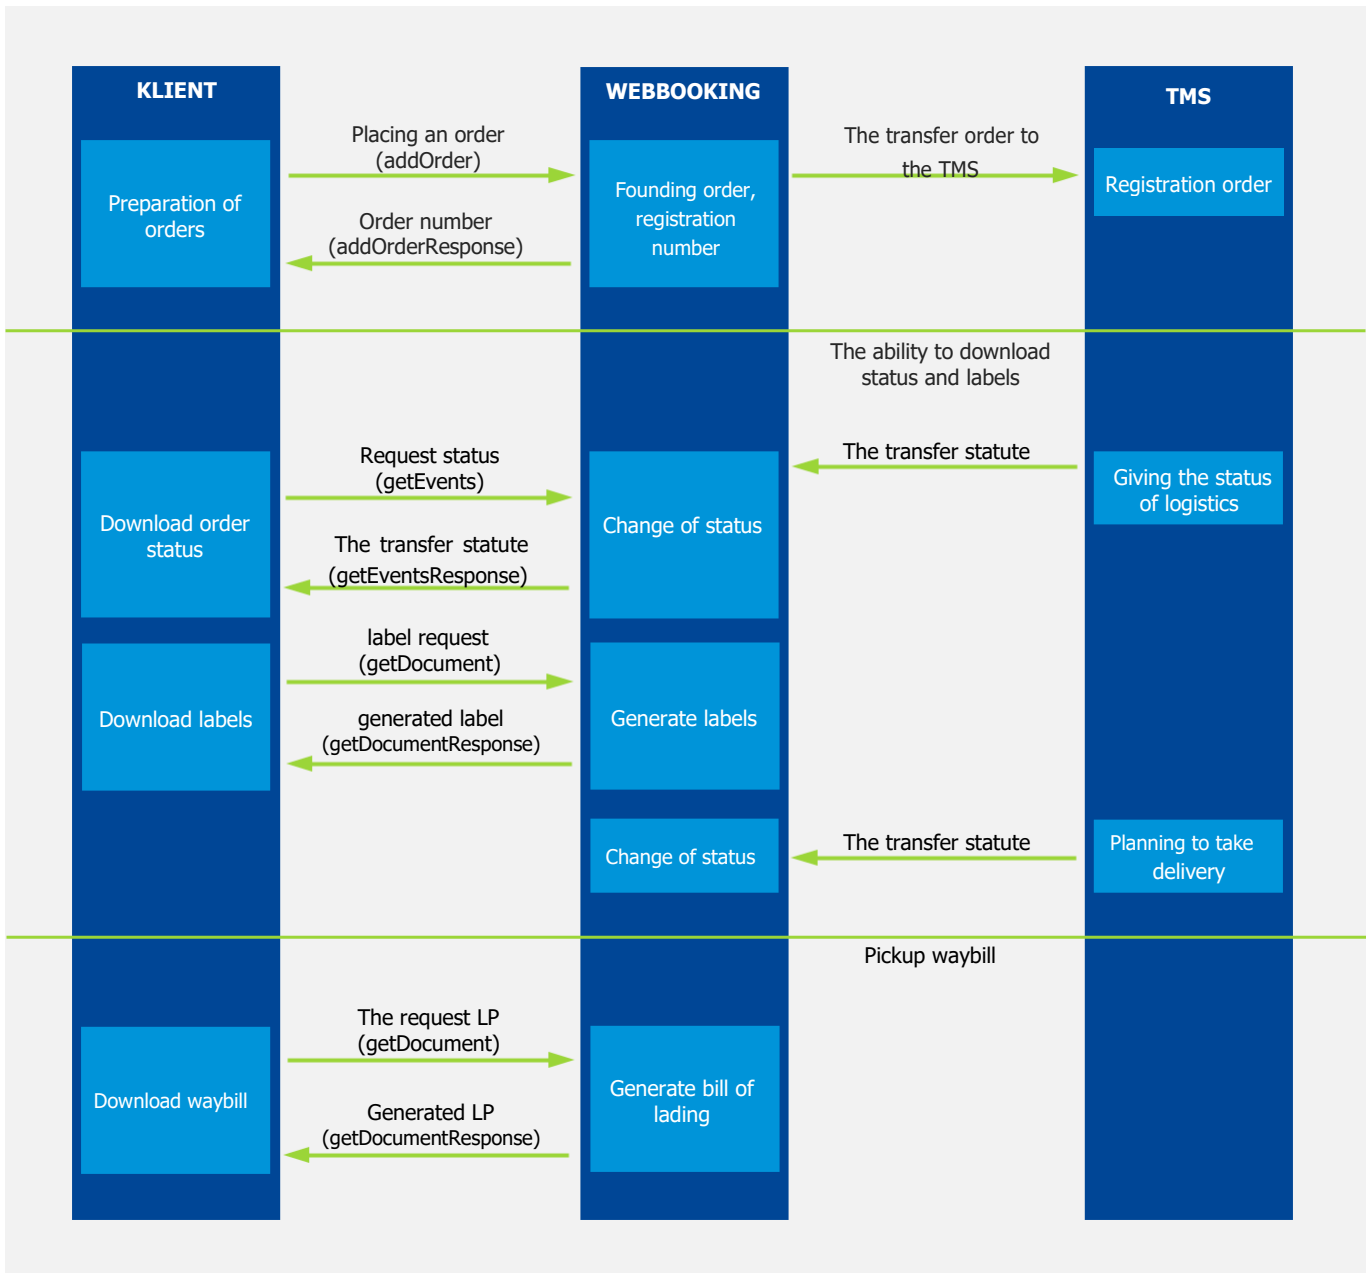 KLIENT
WEBBOOKING
TMS
Placing an order
(addOrder)
The transfer order to
the TMS
Preparation of
orders
Founding order,
registration
number
Registration order
Order number
(addOrderResponse)
The ability to download
status and labels
Request status
(getEvents)
The transfer statute
Download order
status
Change of status
Giving the status
of logistics
The transfer statute
(getEventsResponse)
label request
(getDocument)
Download labels
Generate labels
generated label
(getDocumentResponse)
Change of status
The transfer statute
Planning to take
delivery
Pickup waybill
The request LP
(getDocument)
Download waybill
Generate bill of
lading
Generated LP
(getDocumentResponse)